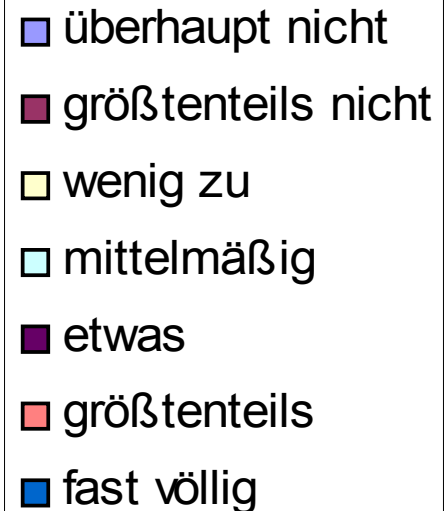 überhaupt nicht
größtenteils nicht
wenig zu
mittelmäßig
etwas
größtenteils
fast völlig